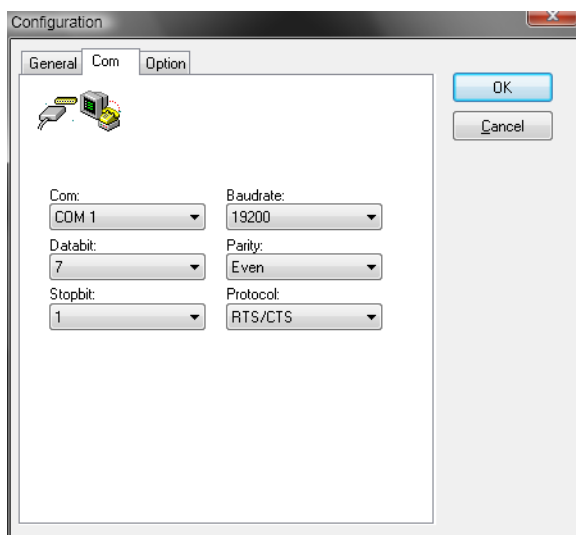 Configuration
General Com Option
OK
Cancel
Com: Baudrate:
COM 1 19200
Databit: Parity:
7 Even
Stopbit: Protocol:
1 RTS/CTS